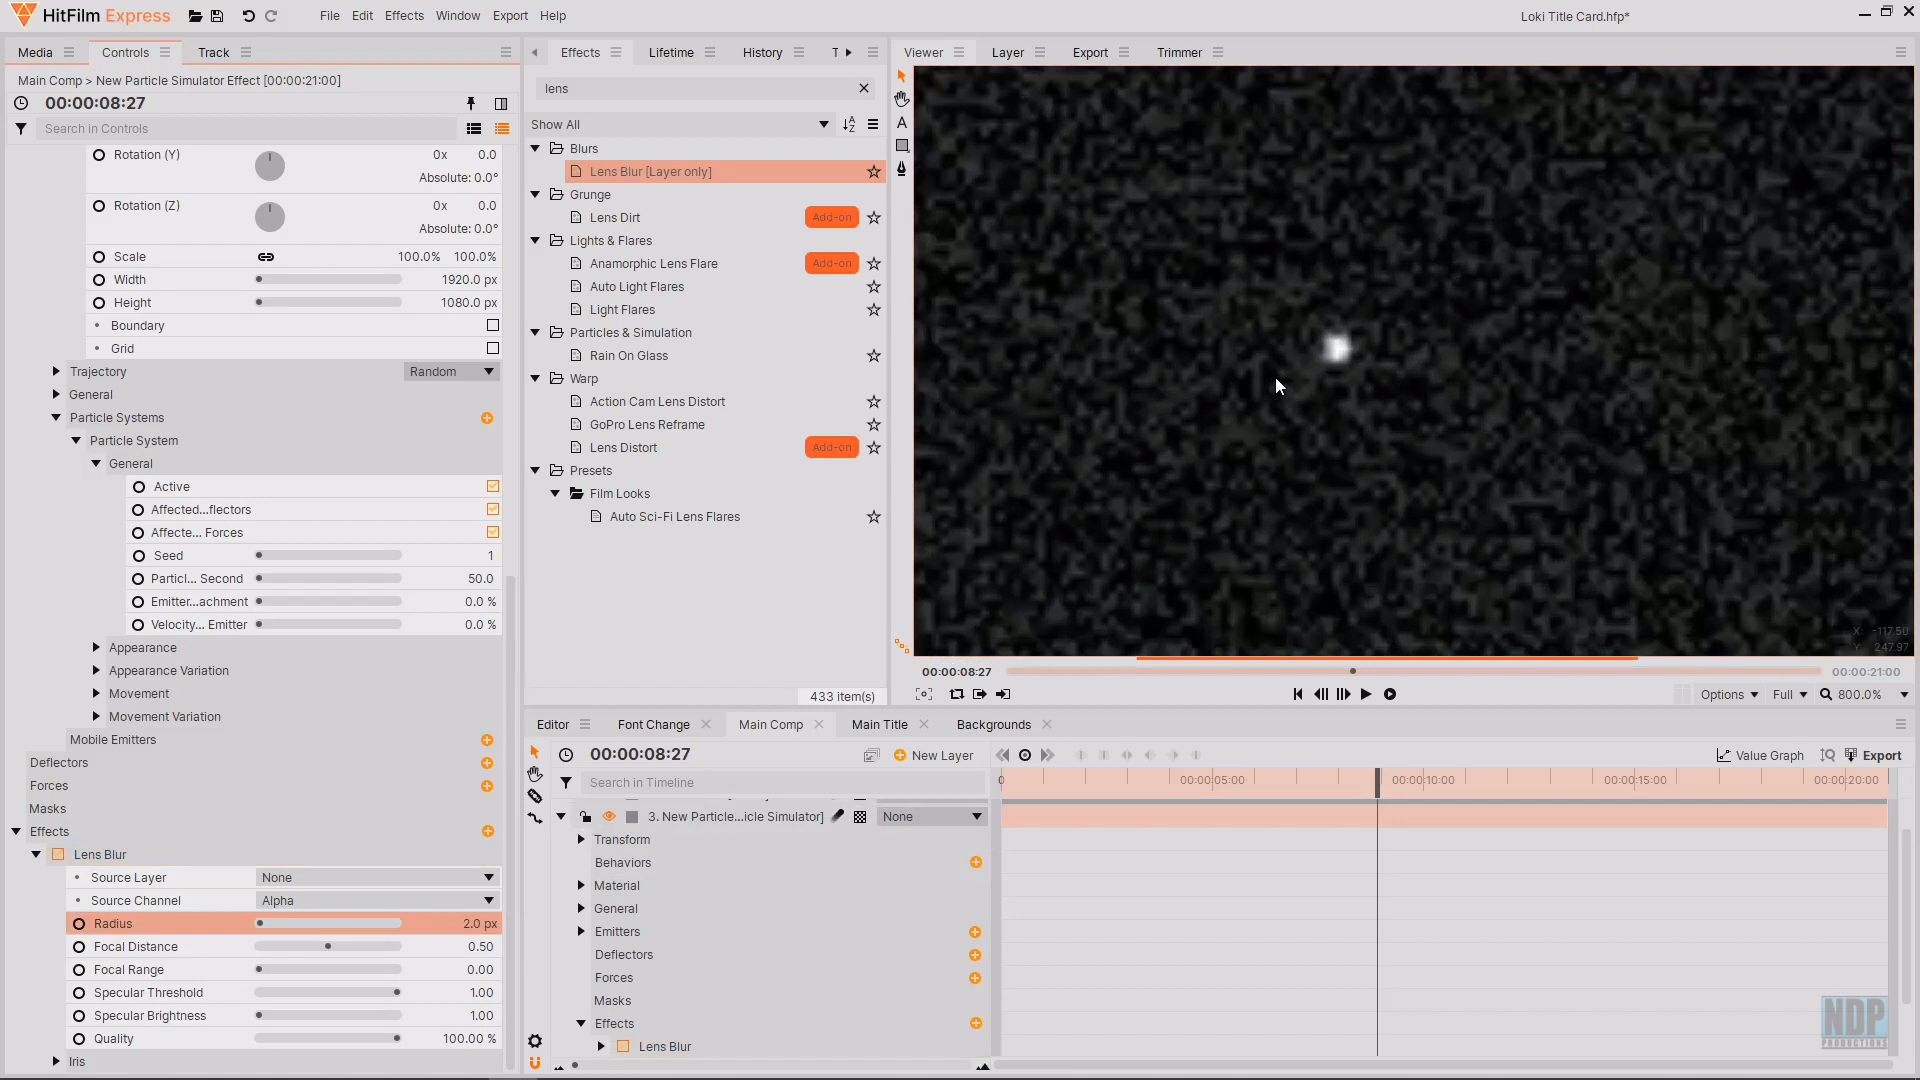 HitFilm Express
File Edit Effects Window Export Help
Loki Title Card.hfp*
Media Controls Track
Main Comp > New Particle Simulator Effect [00:00:21:00]
00:00:08:27
Search in Controls
Rotation (Y) 0x 0.0
Absolute: 0.0°
Rotation (Z) 0x 0.0
Absolute: 0.0°
Scale 100.0% 100.0%
Width 1920.0 px
Height 1080.0 px
Boundary
Grid
Trajectory Random
General
Particle Systems
Particle System
General
Active
Affected...flectors
Affecte... Forces
Seed 1
Particl... Second 50.0
Emitter...achment 0.0 %
Velocity... Emitter 0.0 %
Appearance
Appearance Variation
Movement
Movement Variation
Mobile Emitters
Deflectors
Forces
Masks
Effects
Lens Blur
Source Layer None
Source Channel Alpha
Radius 2.0 px
Focal Distance 0.50
Focal Range 0.00
Specular Threshold 1.00
Specular Brightness 1.00
Quality 100.00 %
Iris
Effects Lifetime History T
lens
Show All
Blurs
Lens Blur [Layer only]
Grunge
Lens Dirt Add-on
Lights & Flares
Anamorphic Lens Flare Add-on
Auto Light Flares
Light Flares
Particles & Simulation
Rain On Glass
Warp
Action Cam Lens Distort
GoPro Lens Reframe
Lens Distort Add-on
Presets
Film Looks
Auto Sci-Fi Lens Flares
433 item(s)
Viewer Layer Export Trimmer
A
X: -117.50
Y: 247.97
00:00:08:27 00:00:21:00
Options Full 800.0%
Editor Font Change Main Comp Main Title Backgrounds
00:00:08:27 New Layer Value Graph Export
Search in Timeline
0 00:00:05:00 00:00:10:00 00:00:15:00 00:00:20:00
3. New Particle...icle Simulator] None
Transform
Behaviors
Material
General
Emitters
Deflectors
Forces
Masks
Effects
Lens Blur
NDP
PRODUCTIONS